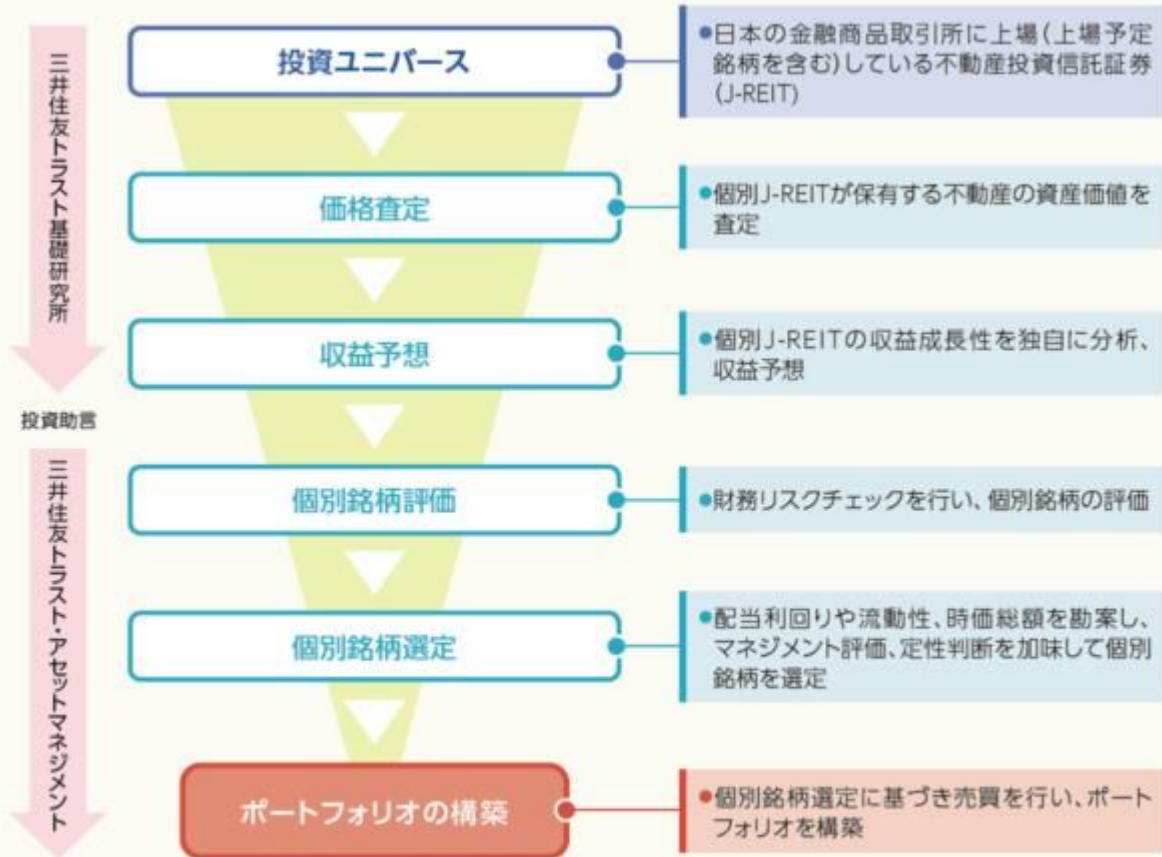 三井住友トラスト基礎研究所
投資助言
三井住友トラスト・アセットマネジメント
投資ユニバース
•日本の金融商品取引所に上場(上場予定
銘柄を含む)している不動産投資信託証券
(J-REIT)
価格査定
•個別J-REITが保有する不動産の資産価値を
査定
収益予想
•個別J-REITの収益成長性を独自に分析、
収益予想
個別銘柄評価
•財務リスクチェックを行い、個別銘柄の評価
個別銘柄選定
•配当利回りや流動性、時価総額を勘案し、
マネジメント評価、定性判断を加味して個別
銘柄を選定
ポートフォリオの構築
•個別銘柄選定に基づき売買を行い、ポート
フォリオを構築